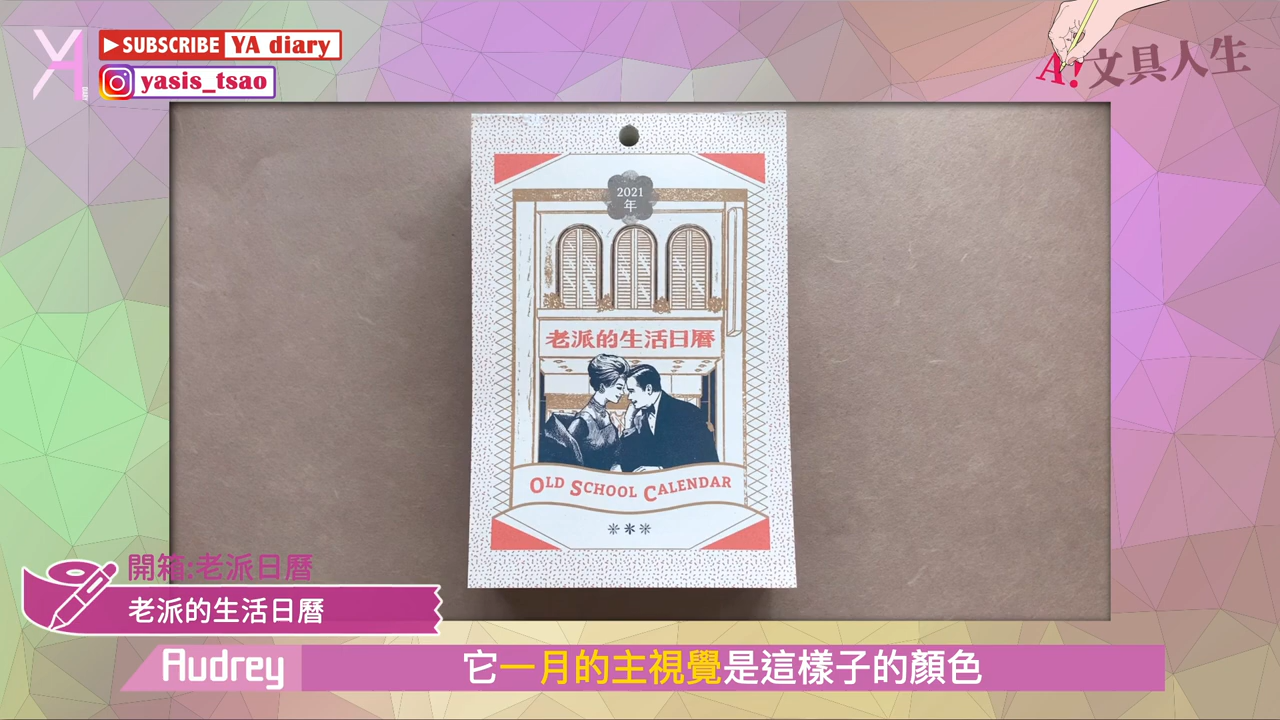 SUBSCRIBE YA diary
yasis_tsao
A!文具人生
2021
年
老派的生活日曆
OLD SCHOOL CALENDAR
開箱:老派日曆
老派的生活日曆
Audrey
它一月的主視覺是這樣子的顏色